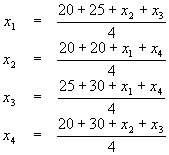 x₁ = (20 + 25 + x₂ + x₃)/4
x₂ = (20 + 20 + x₁ + x₄)/4
x₃ = (25 + 30 + x₁ + x₄)/4
x₄ = (20 + 30 + x₂ + x₃)/4